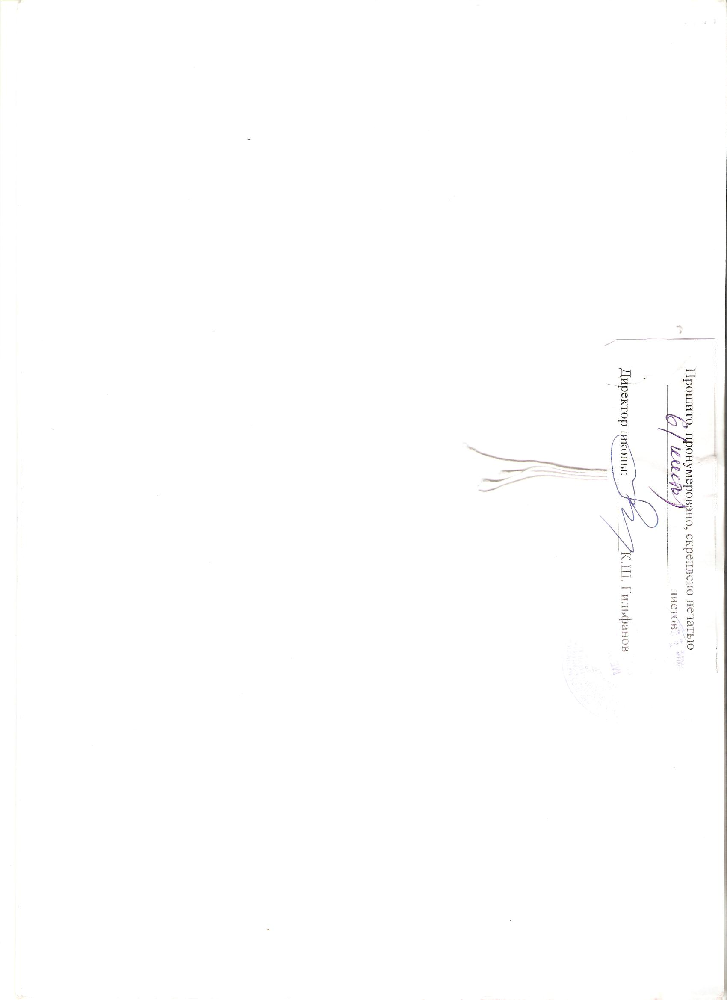 Прошито, пронумеровано, скреплено печатью
6 (шесть) листов.
Директор школы: К.Ш. Гильфанов